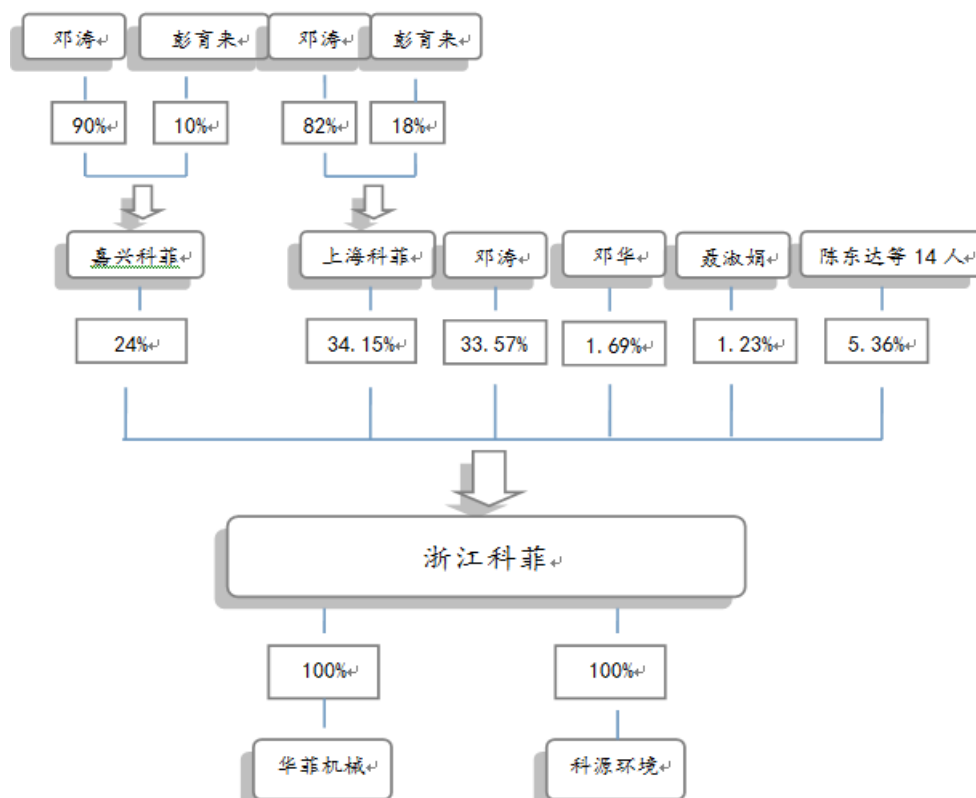 邓涛 彭育来 邓涛 彭育来
90% 10% 82% 18%
嘉兴科菲 上海科菲 邓涛 邓华 聂淑娟 陈东达等14人
24% 34.15% 33.57% 1.69% 1.23% 5.36%
浙江科菲
100% 100%
华菲机械 科源环境